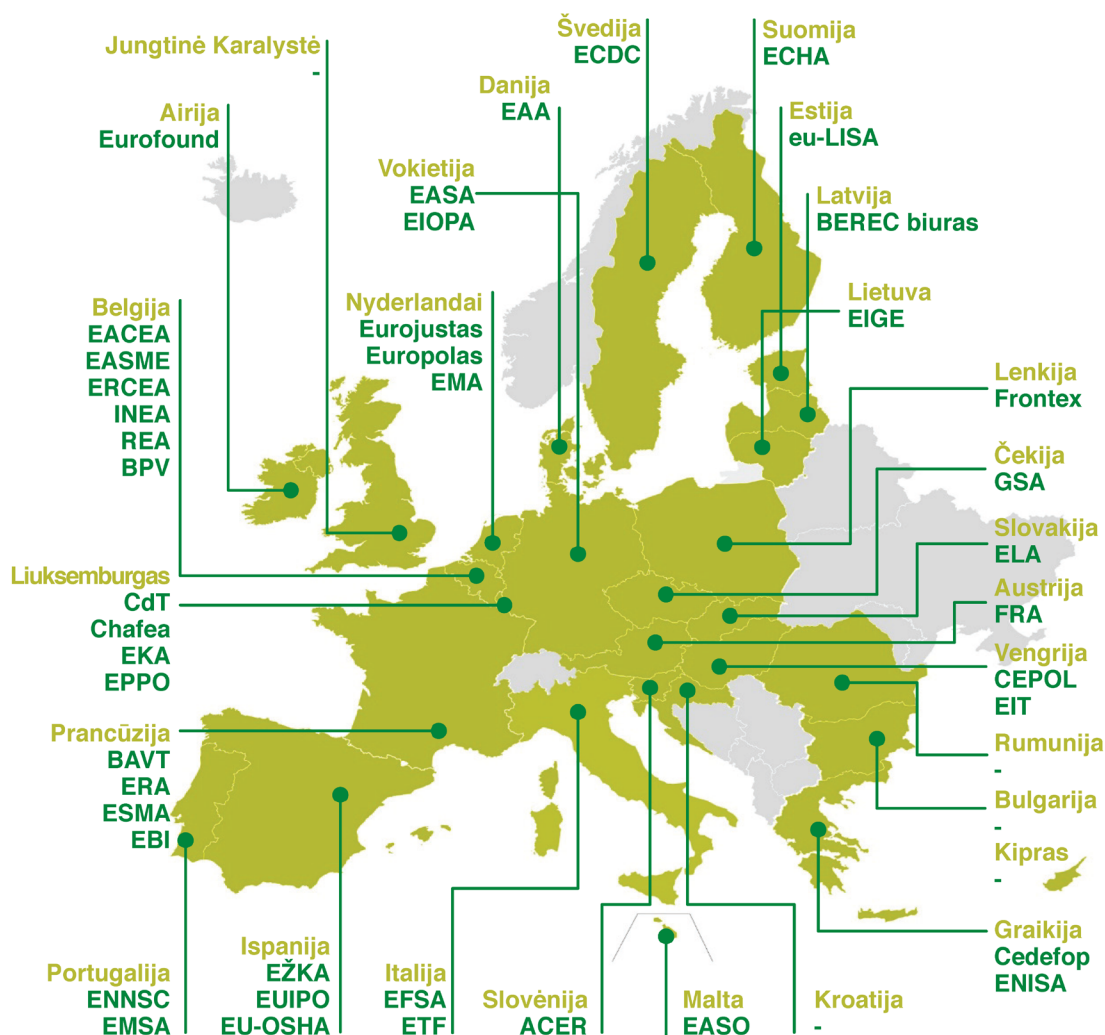 Švedija
ECDC
Suomija
ECHA
Jungtinė Karalystė
-
Danija
EAA
Airija
Eurofound
Estija
eu-LISA
Vokietija
EASA
EIOPA
Latvija
BEREC biuras
Belgija
EACEA
EASME
ERCEA
INEA
REA
BPV
Nyderlandai
Eurojustas
Europolas
EMA
Lietuva
EIGE
Lenkija
Frontex
Čekija
GSA
Slovakija
ELA
Austrija
FRA
Liuksemburgas
CdT
Chafea
EKA
EPPO
Vengrija
CEPOL
EIT
Prancūzija
BAVT
ERA
ESMA
EBI
Rumunija
-
Bulgarija
-
Kipras
-
Graikija
Cedefop
ENISA
Portugalija
ENNSC
EMSA
Ispanija
EŽKA
EUIPO
EU-OSHA
Italija
EFSA
ETF
Slovėnija
ACER
Malta
EASO
Kroatija
-